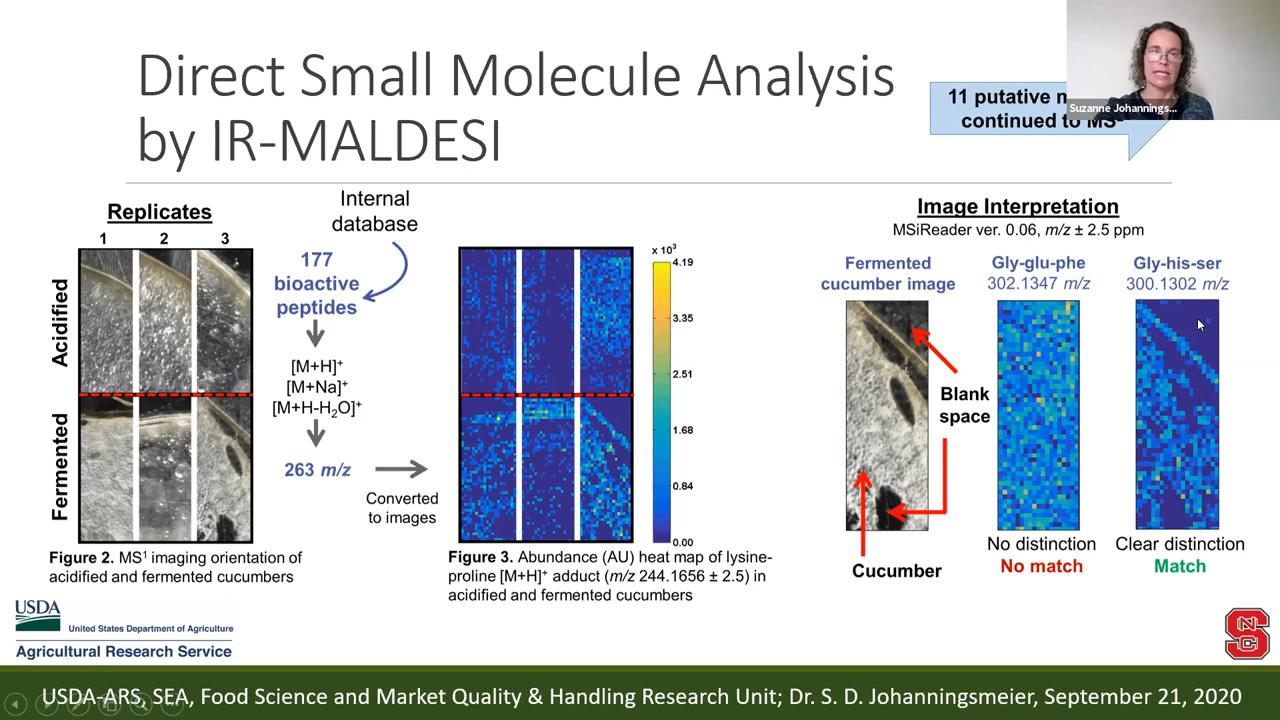 Direct Small Molecule Analysis
by IR-MALDESI
11 putative
continued to MS
Suzanne Johannings...
Replicates
1 2 3
Acidified
Fermented
Figure 2. MS¹ imaging orientation of
acidified and fermented cucumbers
Internal
database
177
bioactive
peptides
[M+H]⁺
[M+Na]⁺
[M+H-H₂O]⁺
263 m/z
Converted
to images
x 10³
4.19
3.35
2.51
1.68
0.84
0.00
Figure 3. Abundance (AU) heat map of lysine-
proline [M+H]⁺ adduct (m/z 244.1656 ± 2.5) in
acidified and fermented cucumbers
Image Interpretation
MSiReader ver. 0.06, m/z ± 2.5 ppm
Fermented
cucumber image
Blank
space
Cucumber
Gly-glu-phe
302.1347 m/z
No distinction
No match
Gly-his-ser
300.1302 m/z
Clear distinction
Match
USDA
United States Department of Agriculture
Agricultural Research Service
NC
S
USDA-ARS, SEA, Food Science and Market Quality & Handling Research Unit; Dr. S. D. Johanningsmeier, September 21, 2020